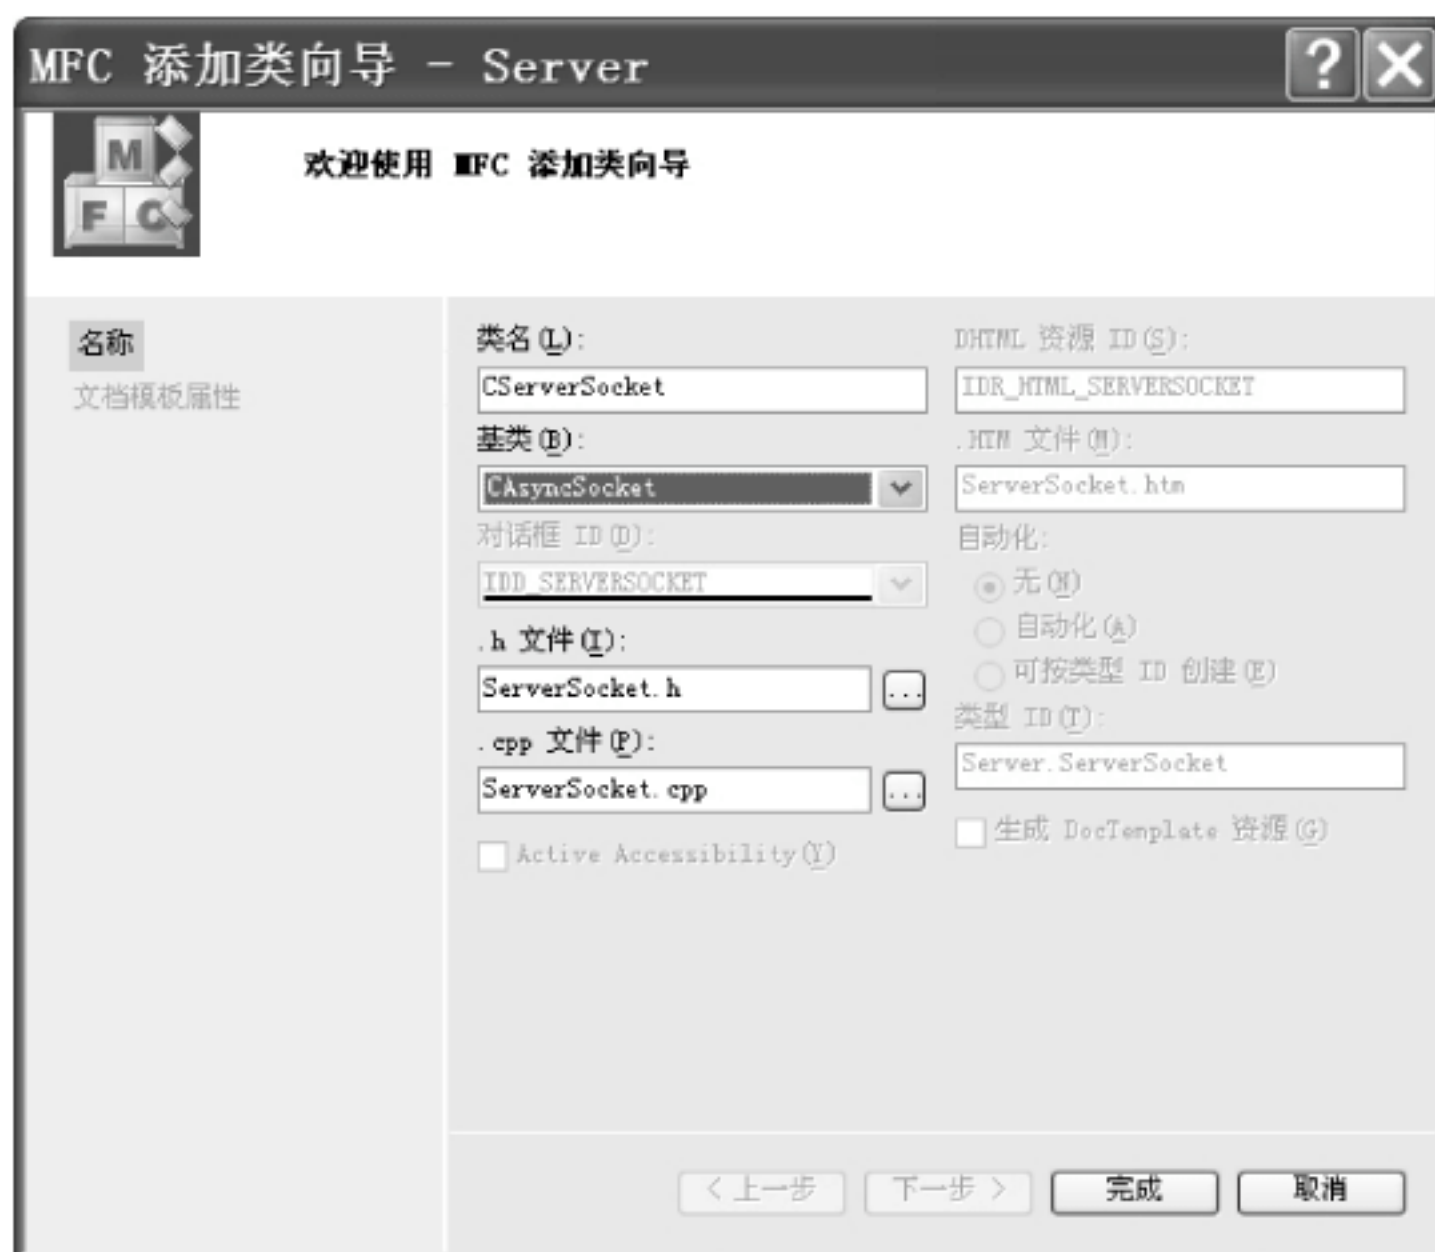 MFC 添加类向导 - Server
? ×
M
F C
欢迎使用 MFC 添加类向导
名称
文档模板属性
类名(L):
CServerSocket
基类(B):
CAsyncSocket
对话框 ID(D):
IDD_SERVERSOCKET
.h 文件(I):
ServerSocket.h
...
.cpp 文件(P):
ServerSocket.cpp
...
Active Accessibility(Y)
DHTML 资源 ID(S):
IDR_HTML_SERVERSOCKET
.HTM 文件(M):
ServerSocket.htm
自动化:
无(N)
自动化(A)
可按类型 ID 创建(E)
类型 ID(T):
Server.ServerSocket
生成 DocTemplate 资源(G)
< 上一步
下一步 >
完成
取消